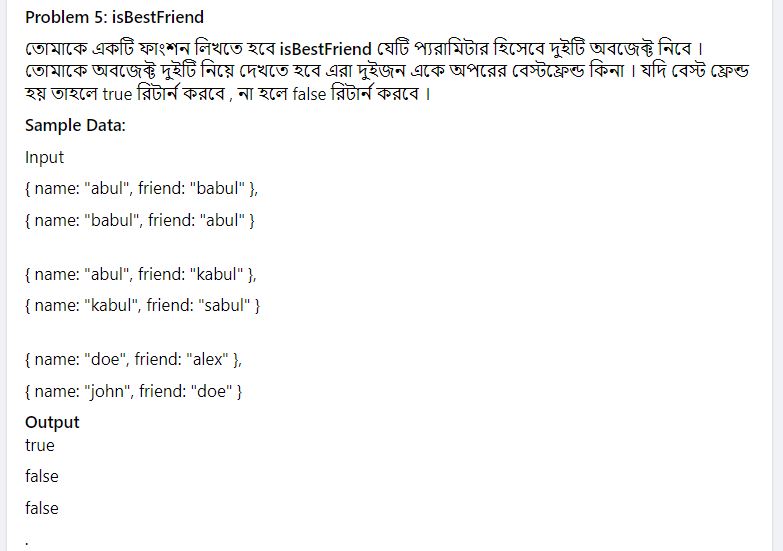 Problem 5: isBestFriend
তোমাকে একটি ফাংশন লিখতে হবে isBestFriend যেটি প্যরামিটার হিসেবে দুইটি অবজেক্ট নিবে ।
তোমাকে অবজেক্ট দুইটি নিয়ে দেখতে হবে এরা দুইজন একে অপরের বেস্টফ্রেন্ড কিনা । যদি বেস্ট ফ্রেন্ড
হয় তাহলে true রিটার্ন করবে , না হলে false রিটার্ন করবে ।
Sample Data:
Input
{ name: "abul", friend: "babul" },
{ name: "babul", friend: "abul" }
{ name: "abul", friend: "kabul" },
{ name: "kabul", friend: "sabul" }
{ name: "doe", friend: "alex" },
{ name: "john", friend: "doe" }
Output
true
false
false
.